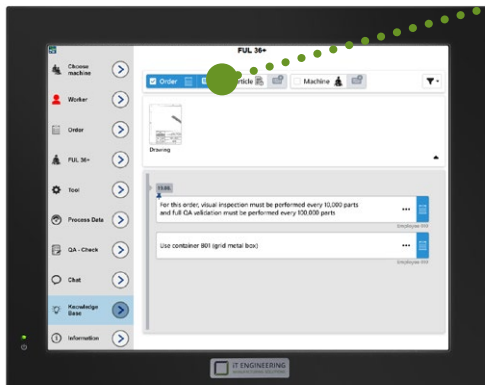 FUL 36+
Choose
machine
Worker
Order
FUL 36+
Tool
Process Data
QA - Check
Chat
Knowledge
Base
Information
Order
rticle
Machine
Drawing
For this order, visual inspection must be performed every 10,000 parts
and full QA validation must be performed every 100,000 parts
Use container B01 (grid metal box)
iT ENGINEERING
MANUFACTURING SOLUTIONS